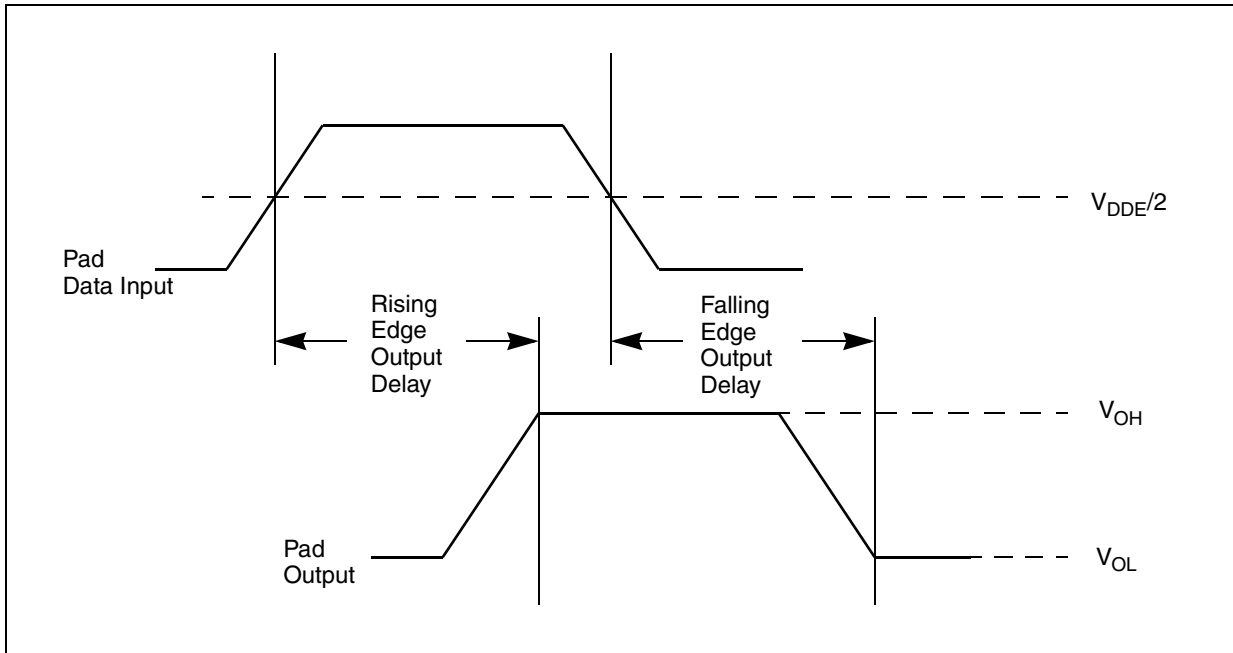 V_DDE/2
Pad
Data Input
Rising
Edge
Output
Delay
Falling
Edge
Output
Delay
V_OH
Pad
Output
V_OL